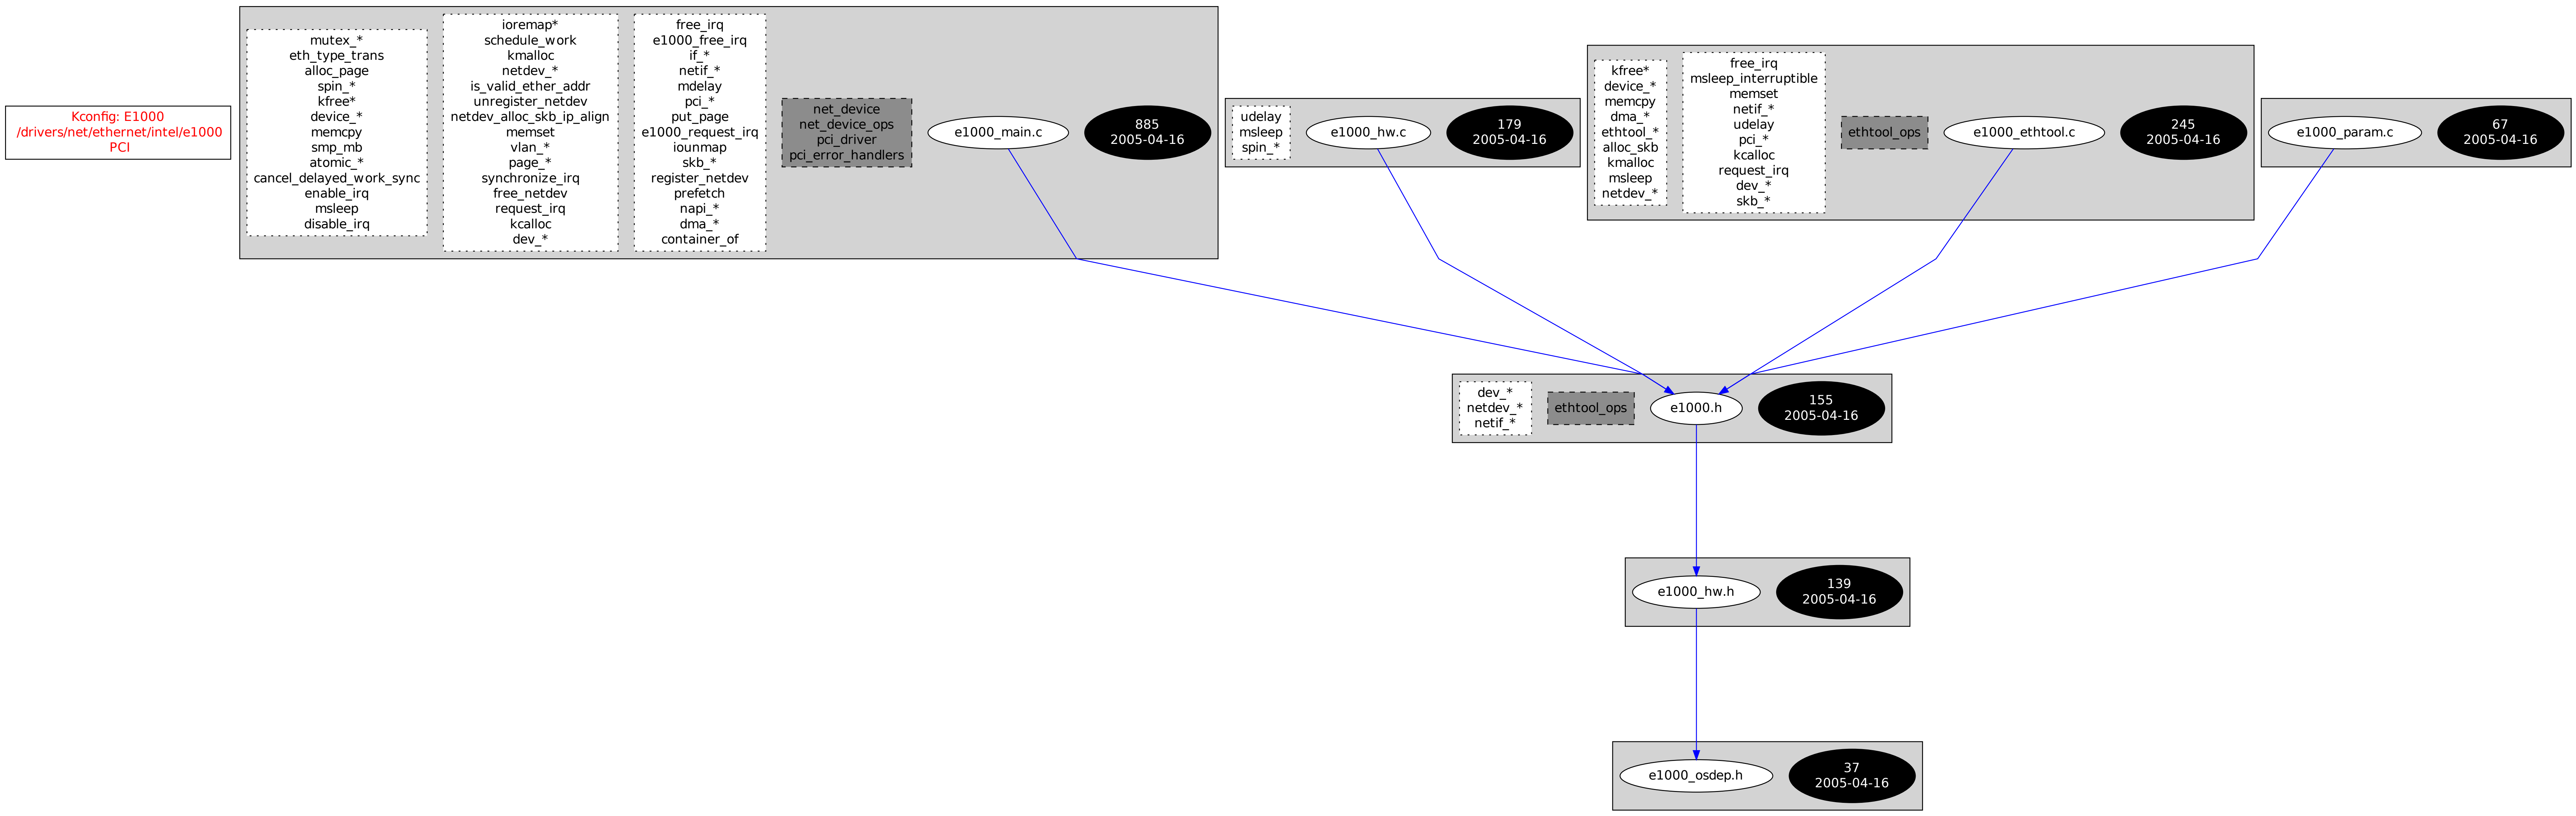 Kconfig: E1000
/drivers/net/ethernet/intel/e1000
PCI
mutex_*
eth_type_trans
alloc_page
spin_*
kfree*
device_*
memcpy
smp_mb
atomic_*
cancel_delayed_work_sync
enable_irq
msleep
disable_irq
ioremap*
schedule_work
kmalloc
netdev_*
is_valid_ether_addr
unregister_netdev
netdev_alloc_skb_ip_align
memset
vlan_*
page_*
synchronize_irq
free_netdev
request_irq
kcalloc
dev_*
free_irq
e1000_free_irq
if_*
netif_*
mdelay
pci_*
put_page
e1000_request_irq
iounmap
skb_*
register_netdev
prefetch
napi_*
dma_*
container_of
net_device
net_device_ops
pci_driver
pci_error_handlers
e1000_main.c
885
2005-04-16
udelay
msleep
spin_*
e1000_hw.c
179
2005-04-16
kfree*
device_*
memcpy
dma_*
ethtool_*
alloc_skb
kmalloc
msleep
netdev_*
free_irq
msleep_interruptible
memset
netif_*
udelay
pci_*
kcalloc
request_irq
dev_*
skb_*
ethtool_ops
e1000_ethtool.c
245
2005-04-16
e1000_param.c
67
2005-04-16
dev_*
netdev_*
netif_*
ethtool_ops
e1000.h
155
2005-04-16
e1000_hw.h
139
2005-04-16
e1000_osdep.h
37
2005-04-16